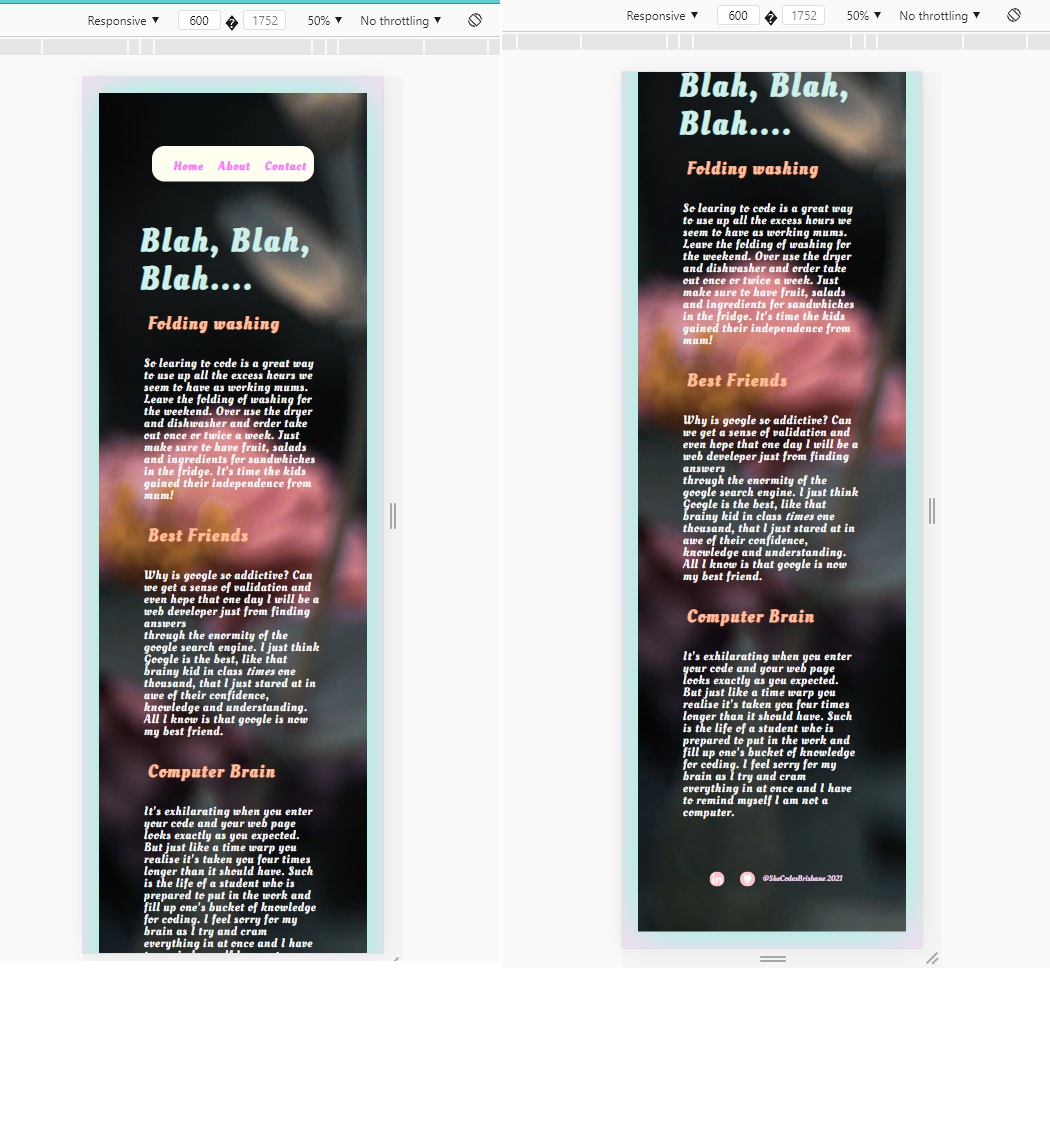 Responsive ▼ 600 � 1752 50% ▼ No throttling ▼
Home About Contact
Blah, Blah,
Blah....
Folding washing
So learing to code is a great way
to use up all the excess hours we
seem to have as working mums.
Leave the folding of washing for
the weekend. Over use the dryer
and dishwasher and order take
out once or twice a week. Just
make sure to have fruit, salads
and ingredients for sandwhiches
in the fridge. It's time the kids
gained their independence from
mum!
Best Friends
Why is google so addictive? Can
we get a sense of validation and
even hope that one day I will be a
web developer just from finding
answers
through the enormity of the
google search engine. I just think
Google is the best, like that
brainy kid in class times one
thousand, that I just stared at in
awe of their confidence,
knowledge and understanding.
All I know is that google is now
my best friend.
Computer Brain
It's exhilarating when you enter
your code and your web page
looks exactly as you expected.
But just like a time warp you
realise it's taken you four times
longer than it should have. Such
is the life of a student who is
prepared to put in the work and
fill up one's bucket of knowledge
for coding. I feel sorry for my
brain as I try and cram
everything in at once and I have
Responsive ▼ 600 � 1752 50% ▼ No throttling ▼
Blah, Blah,
Blah....
Folding washing
So learing to code is a great way
to use up all the excess hours we
seem to have as working mums.
Leave the folding of washing for
the weekend. Over use the dryer
and dishwasher and order take
out once or twice a week. Just
make sure to have fruit, salads
and ingredients for sandwhiches
in the fridge. It's time the kids
gained their independence from
mum!
Best Friends
Why is google so addictive? Can
we get a sense of validation and
even hope that one day I will be a
web developer just from finding
answers
through the enormity of the
google search engine. I just think
Google is the best, like that
brainy kid in class times one
thousand, that I just stared at in
awe of their confidence,
knowledge and understanding.
All I know is that google is now
my best friend.
Computer Brain
It's exhilarating when you enter
your code and your web page
looks exactly as you expected.
But just like a time warp you
realise it's taken you four times
longer than it should have. Such
is the life of a student who is
prepared to put in the work and
fill up one's bucket of knowledge
for coding. I feel sorry for my
brain as I try and cram
everything in at once and I have
to remind myself I am not a
computer.
in @SheCodesBrisbane 2021